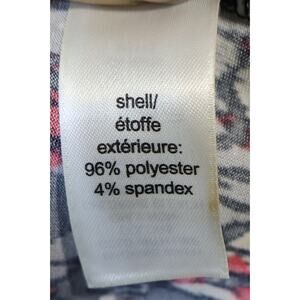 shell/
étoffe
extérieure:
96% polyester
4% spandex